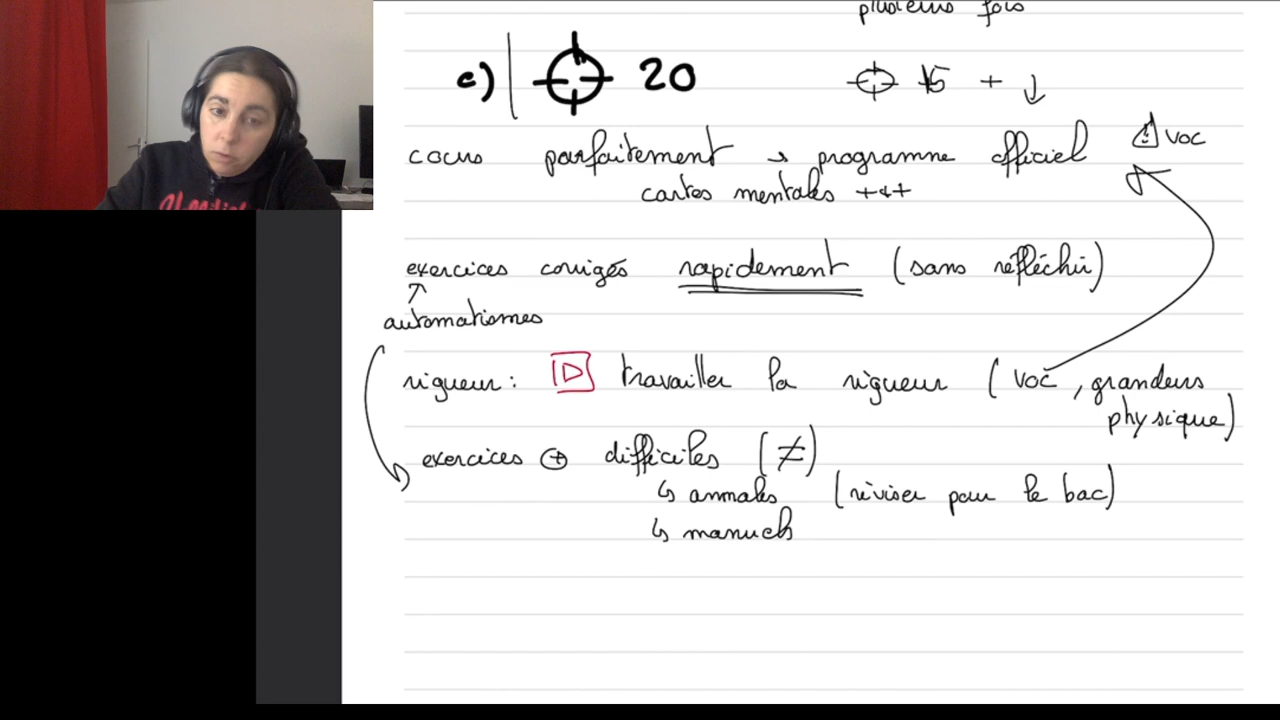 plusieurs fois
c) 20
15 + ↓
cours parfaitement → programme officiel ⚠ voc
cartes mentales +++
exercices corrigés rapidement (sans réfléchir)
↑
automatismes
rigueur : travailler la rigueur (voc, grandeurs
physique)
exercices ⊕ difficiles (≠)
↳ annales (réviser pour le bac)
↳ manuels